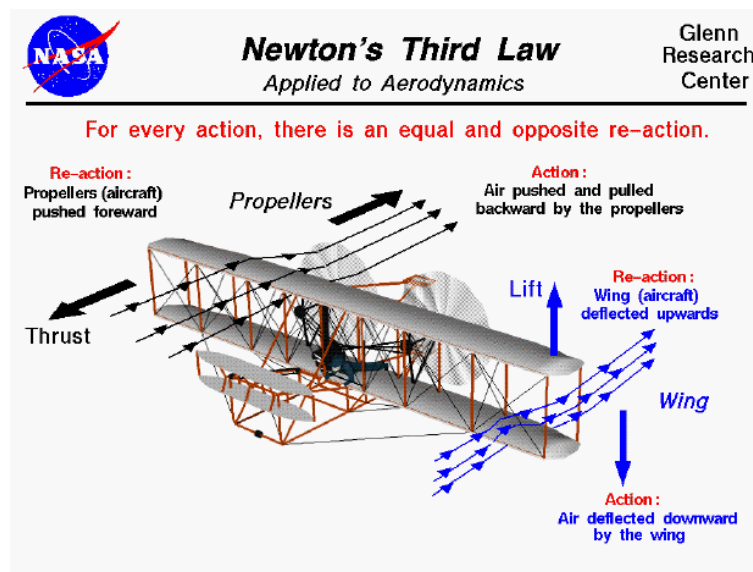 NASA
Newton's Third Law
Applied to Aerodynamics
Glenn
Research
Center
For every action, there is an equal and opposite re-action.
Re-action:
Propellers (aircraft)
pushed foreward
Propellers
Action:
Air pushed and pulled
backward by the propellers
Thrust
Lift
Re-action:
Wing (aircraft)
deflected upwards
Wing
Action:
Air deflected downward
by the wing